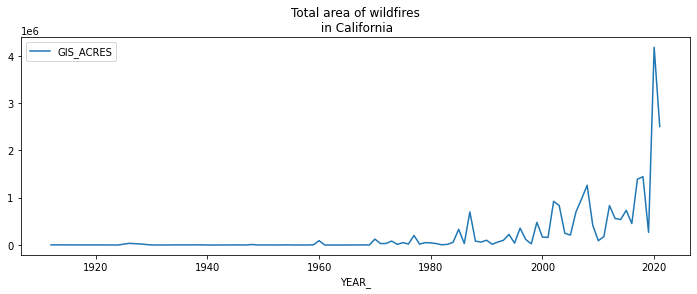 Total area of wildfires
in California
1e6
GIS_ACRES
4
3
2
1
0
1920
1940
1960
1980
2000
2020
YEAR_